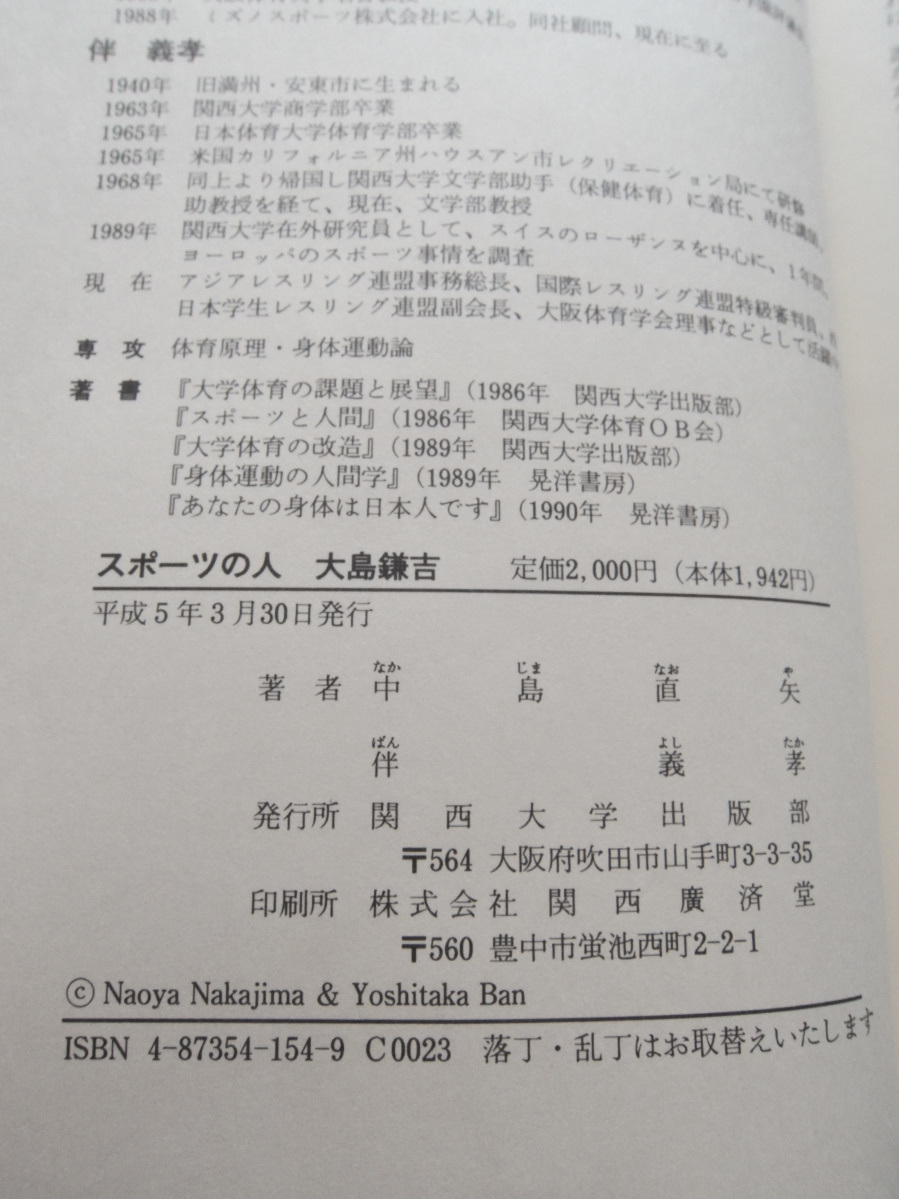 1988年 ミズノスポーツ株式会社に入社。同社顧問、現在に至る
伴 義孝
1940年 旧満州・安東市に生まれる
1963年 関西大学商学部卒業
1965年 日本体育大学体育学部卒業
1965年 米国カリフォルニア州ハウスアン市レクリエーション局にて研修
1968年 同上より帰国し関西大学文学部助手（保健体育）に着任、専任講師、
助教授を経て、現在、文学部教授
1989年 関西大学在外研究員として、スイスのローザンヌを中心に、1年間、
ヨーロッパのスポーツ事情を調査
現在 アジアレスリング連盟事務総長、国際レスリング連盟特級審判員、
日本学生レスリング連盟副会長、大阪体育学会理事などとして活躍
専攻 体育原理・身体運動論
著書 『大学体育の課題と展望』（1986年 関西大学出版部）
『スポーツと人間』（1986年 関西大学体育OB会）
『大学体育の改造』（1989年 関西大学出版部）
『身体運動の人間学』（1989年 晃洋書房）
『あなたの身体は日本人です』（1990年 晃洋書房）
スポーツの人 大島鎌吉 定価2,000円（本体1,942円）
平成5年3月30日発行
なか じま なお や
著者 中島直矢
ばん よし たか
伴義孝
発行所 関西大学出版部
〒564 大阪府吹田市山手町3-3-35
印刷所 株式会社関西廣済堂
〒560 豊中市蛍池西町2-2-1
© Naoya Nakajima & Yoshitaka Ban
ISBN 4-87354-154-9 C0023 落丁・乱丁はお取替えいたします